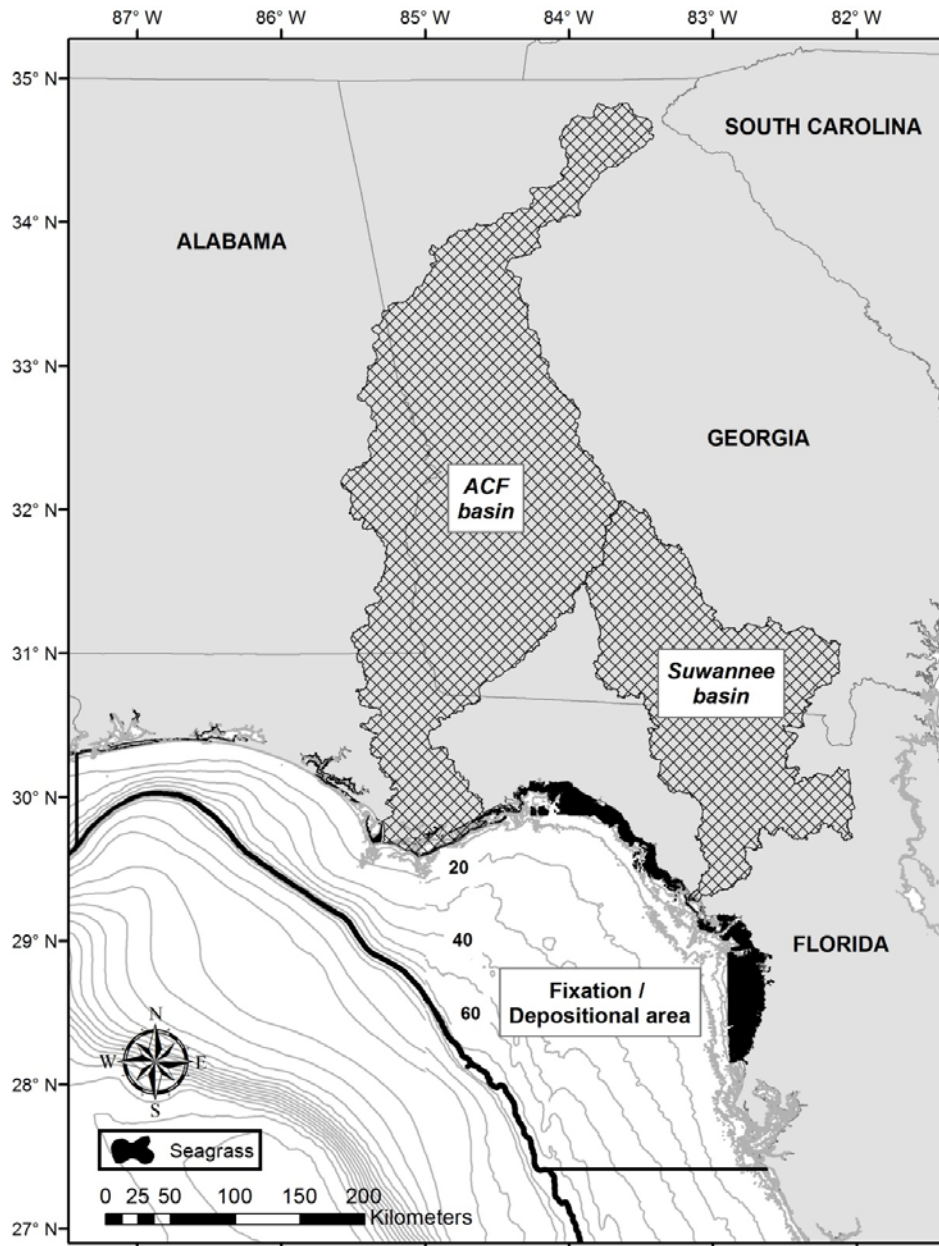 87° W 86° W 85° W 84° W 83° W 82° W
35° N
SOUTH CAROLINA
34° N
ALABAMA
33° N
GEORGIA
ACF
basin
32° N
31° N
Suwannee
basin
30° N
20
29° N
40
FLORIDA
Fixation /
Depositional area
60
N
W E
S
28° N
Seagrass
0 25 50 100 150 200
Kilometers
27° N